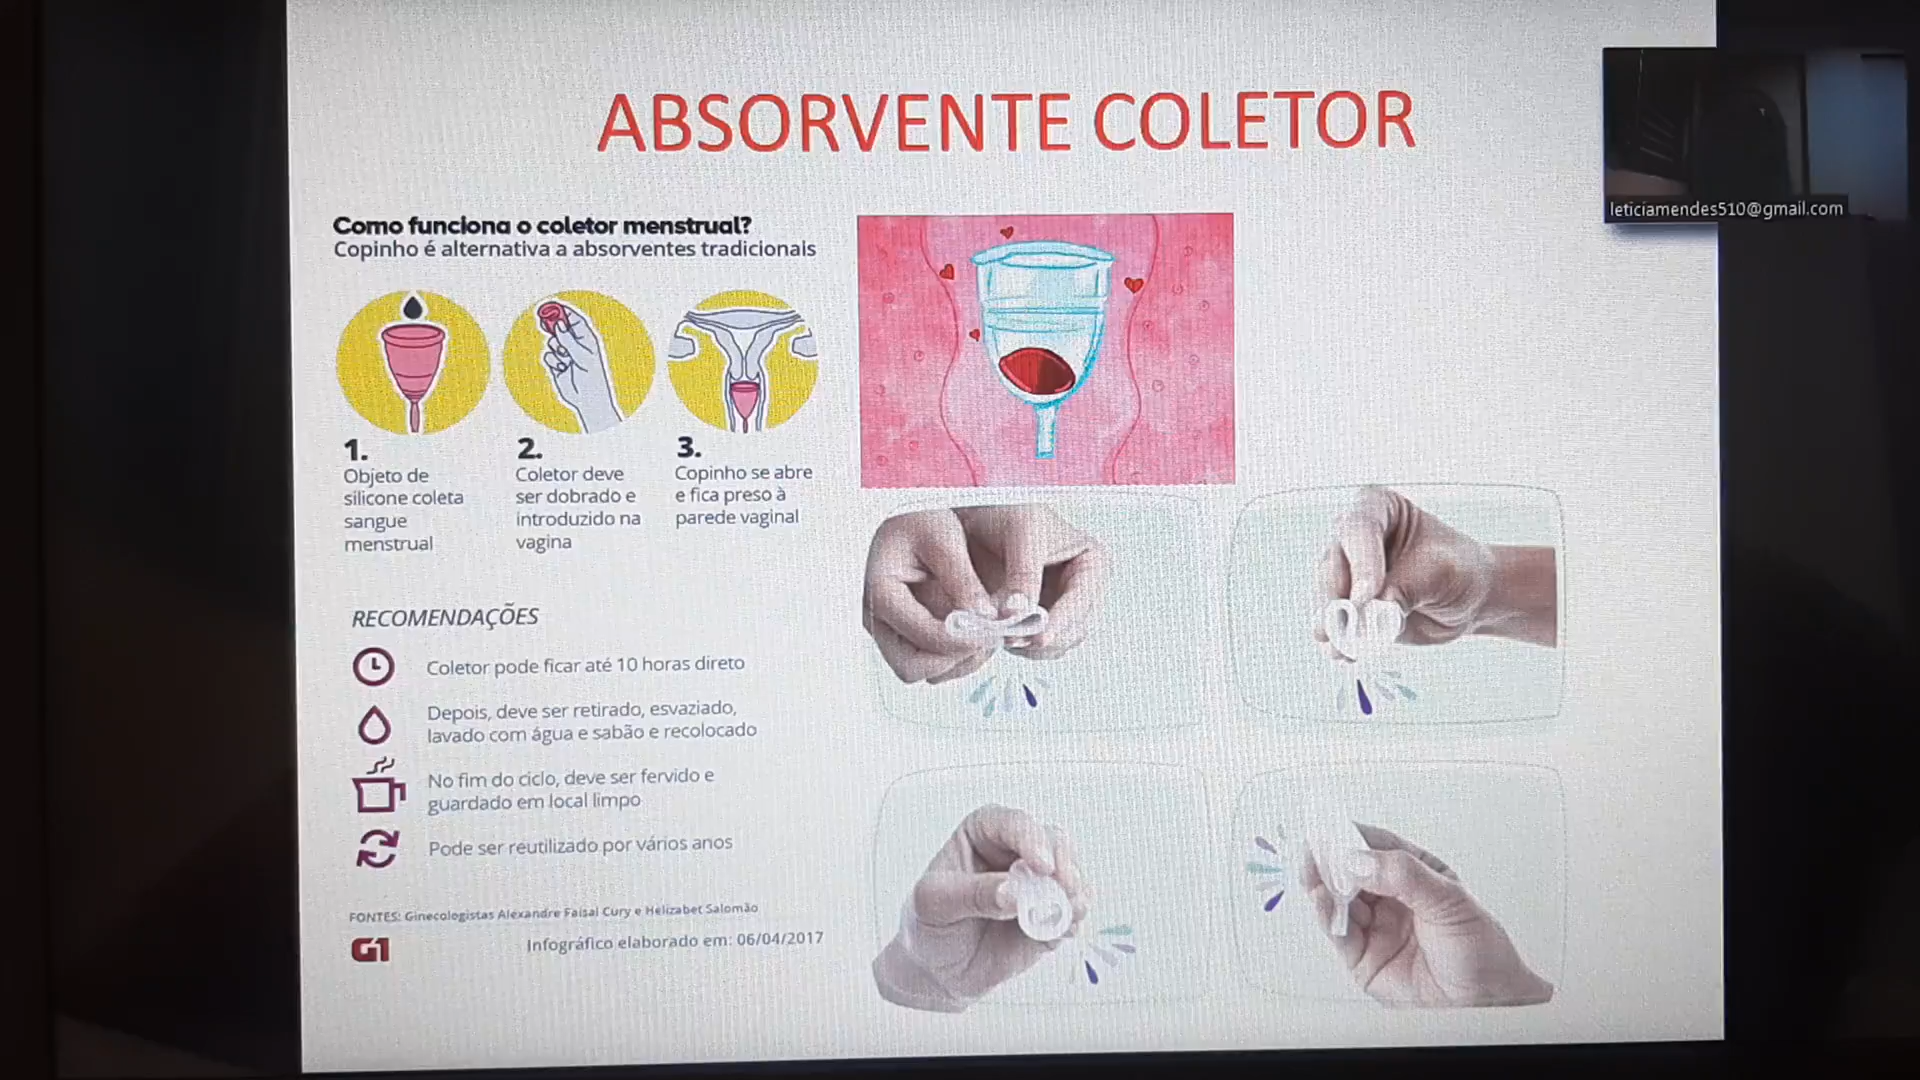 ABSORVENTE COLETOR
leticiamendes510@gmail.com
Como funciona o coletor menstrual?
Copinho é alternativa a absorventes tradicionais
1.
Objeto de
silicone coleta
sangue
menstrual
2.
Coletor deve
ser dobrado e
introduzido na
vagina
3.
Copinho se abre
e fica preso à
parede vaginal
RECOMENDAÇÕES
Coletor pode ficar até 10 horas direto
Depois, deve ser retirado, esvaziado,
lavado com água e sabão e recolocado
No fim do ciclo, deve ser fervido e
guardado em local limpo
Pode ser reutilizado por vários anos
FONTES: Ginecologistas Alexandre Faisal Cury e Helizabet Salomão
G1
Infográfico elaborado em: 06/04/2017